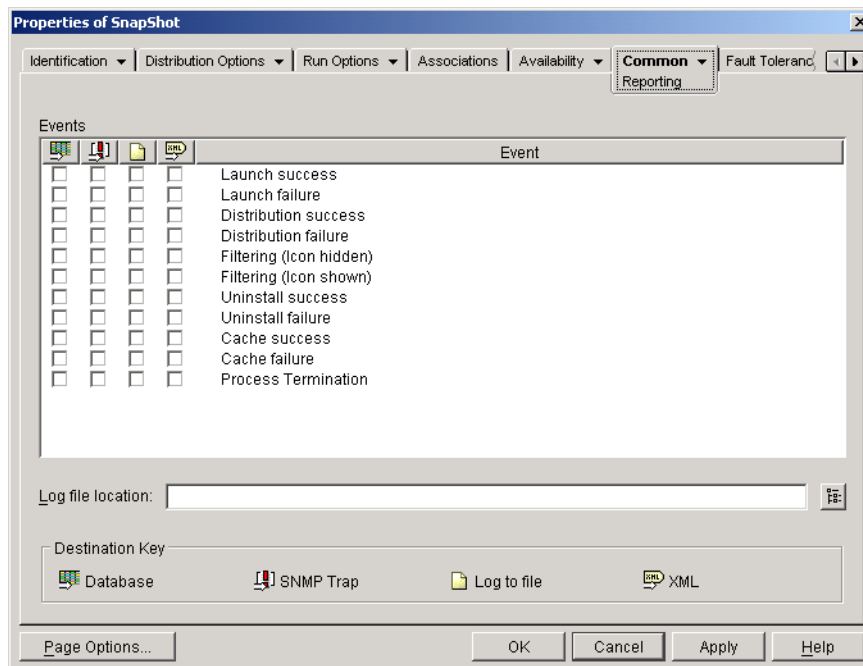 Properties of SnapShot
Identification Distribution Options Run Options Associations Availability Common Fault Toleranc
Reporting
Events
XML Event
Launch success
Launch failure
Distribution success
Distribution failure
Filtering (Icon hidden)
Filtering (Icon shown)
Uninstall success
Uninstall failure
Cache success
Cache failure
Process Termination
Log file location:
Destination Key
Database SNMP Trap Log to file XML XML
Page Options... OK Cancel Apply Help